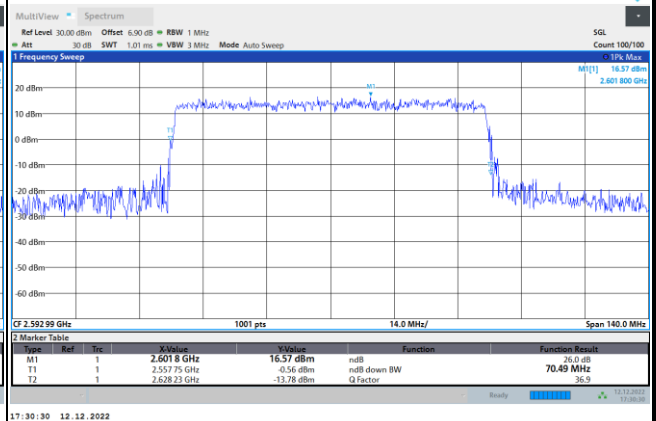 MultiView Spectrum
Ref Level 30.00 dBm Offset 6.90 dB RBW 1 MHz SGL
Att 30 dB SWT 1.01 ms VBW 3 MHz Mode Auto Sweep Count 100/100
1 Frequency Sweep 1Pk Max
M1[1] 16.57 dBm
2.601 800 GHz
20 dBm
M1
10 dBm
T1
0 dBm
-10 dBm
-20 dBm
-30 dBm
-40 dBm
-50 dBm
-60 dBm
CF 2.592 99 GHz 1001 pts 14.0 MHz/ Span 140.0 MHz
2 Marker Table
Type Ref Trc X-Value Y-Value Function Function Result
M1 1 2.601 8 GHz 16.57 dBm ndB 26.0 dB
T1 1 2.557 75 GHz -0.56 dBm ndB down BW 70.49 MHz
T2 1 2.628 23 GHz -13.78 dBm Q Factor 36.9
Ready 12.12.2022
17:30:30
17:30:30 12.12.2022